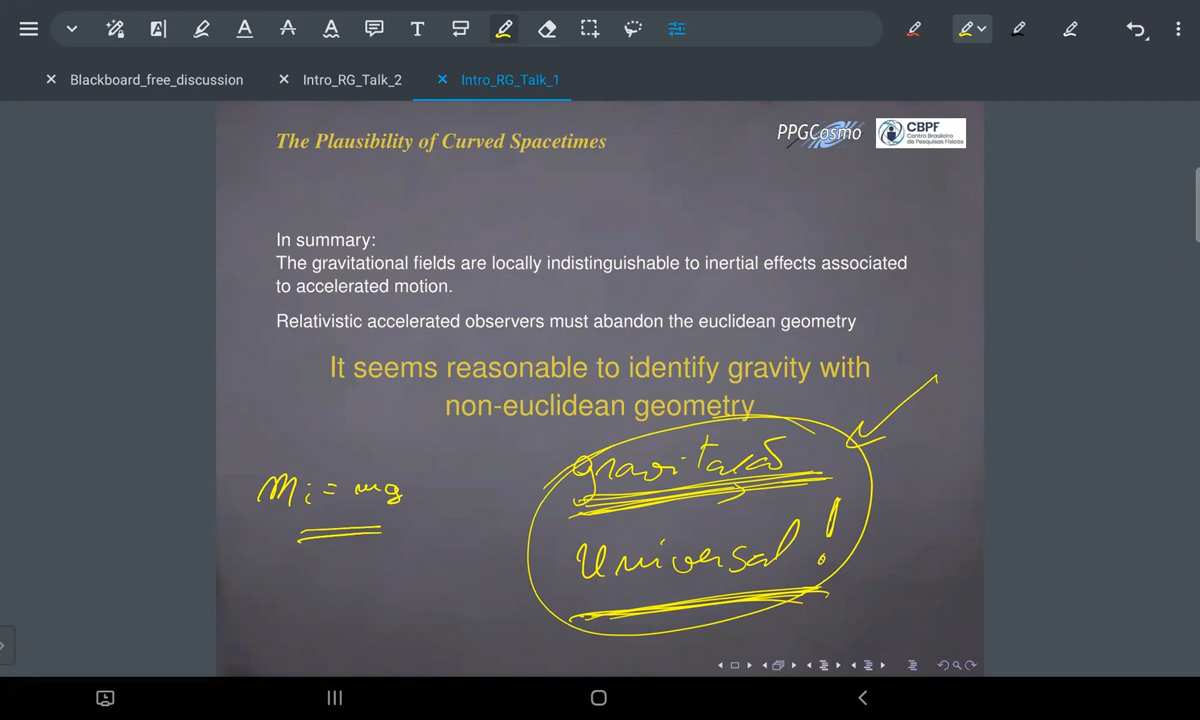 Blackboard_free_discussion
Intro_RG_Talk_2
Intro_RG_Talk_1
The Plausibility of Curved Spacetimes
PPGCosmo
CBPF
Centro Brasileiro
de Pesquisas Físicas
In summary:
The gravitational fields are locally indistinguishable to inertial effects associated
to accelerated motion.
Relativistic accelerated observers must abandon the euclidean geometry
It seems reasonable to identify gravity with
non-euclidean geometry
mi = mg
gravitação
Universal!